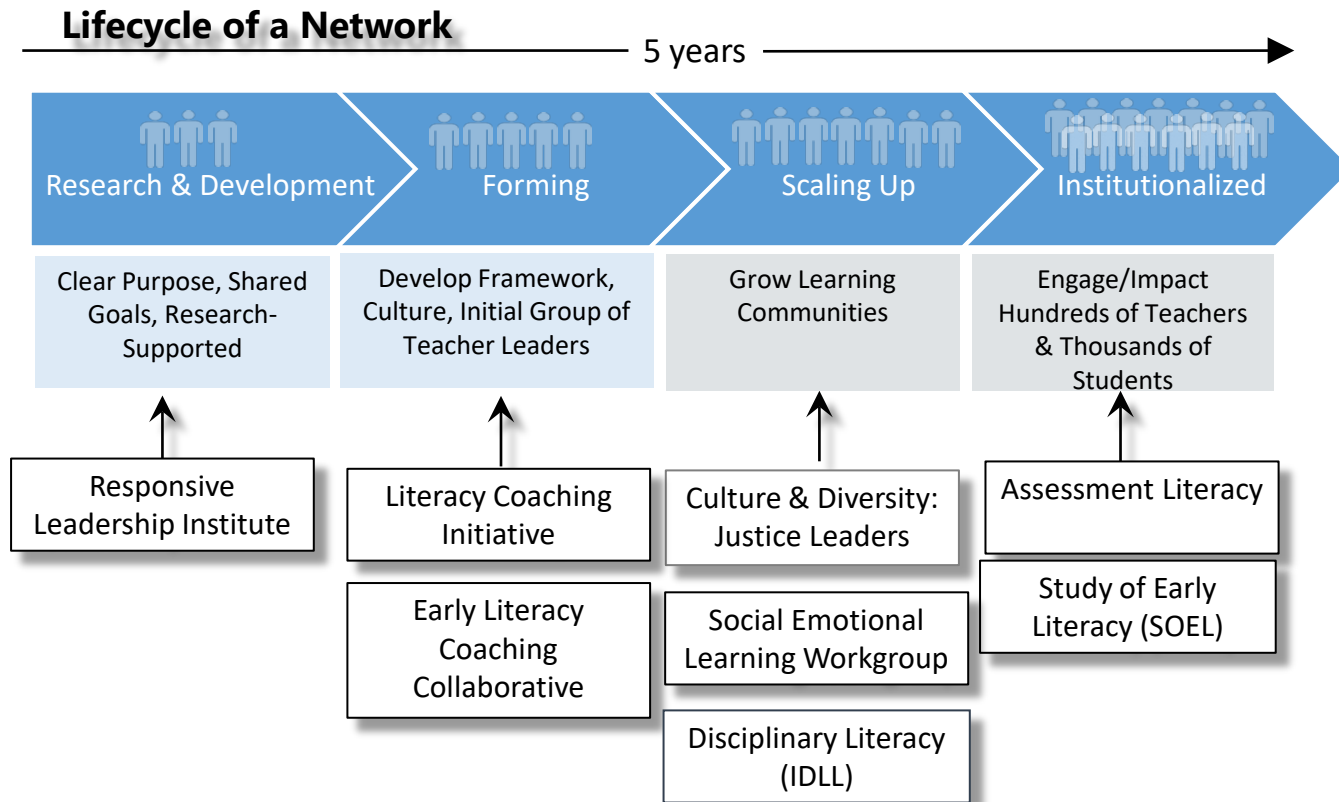 Lifecycle of a Network
5 years
Research & Development
Forming
Scaling Up
Institutionalized
Clear Purpose, Shared
Goals, Research-
Supported
Develop Framework,
Culture, Initial Group of
Teacher Leaders
Grow Learning
Communities
Engage/Impact
Hundreds of Teachers
& Thousands of
Students
Responsive
Leadership Institute
Literacy Coaching
Initiative
Early Literacy
Coaching
Collaborative
Culture & Diversity:
Justice Leaders
Social Emotional
Learning Workgroup
Disciplinary Literacy
(IDLL)
Assessment Literacy
Study of Early
Literacy (SOEL)